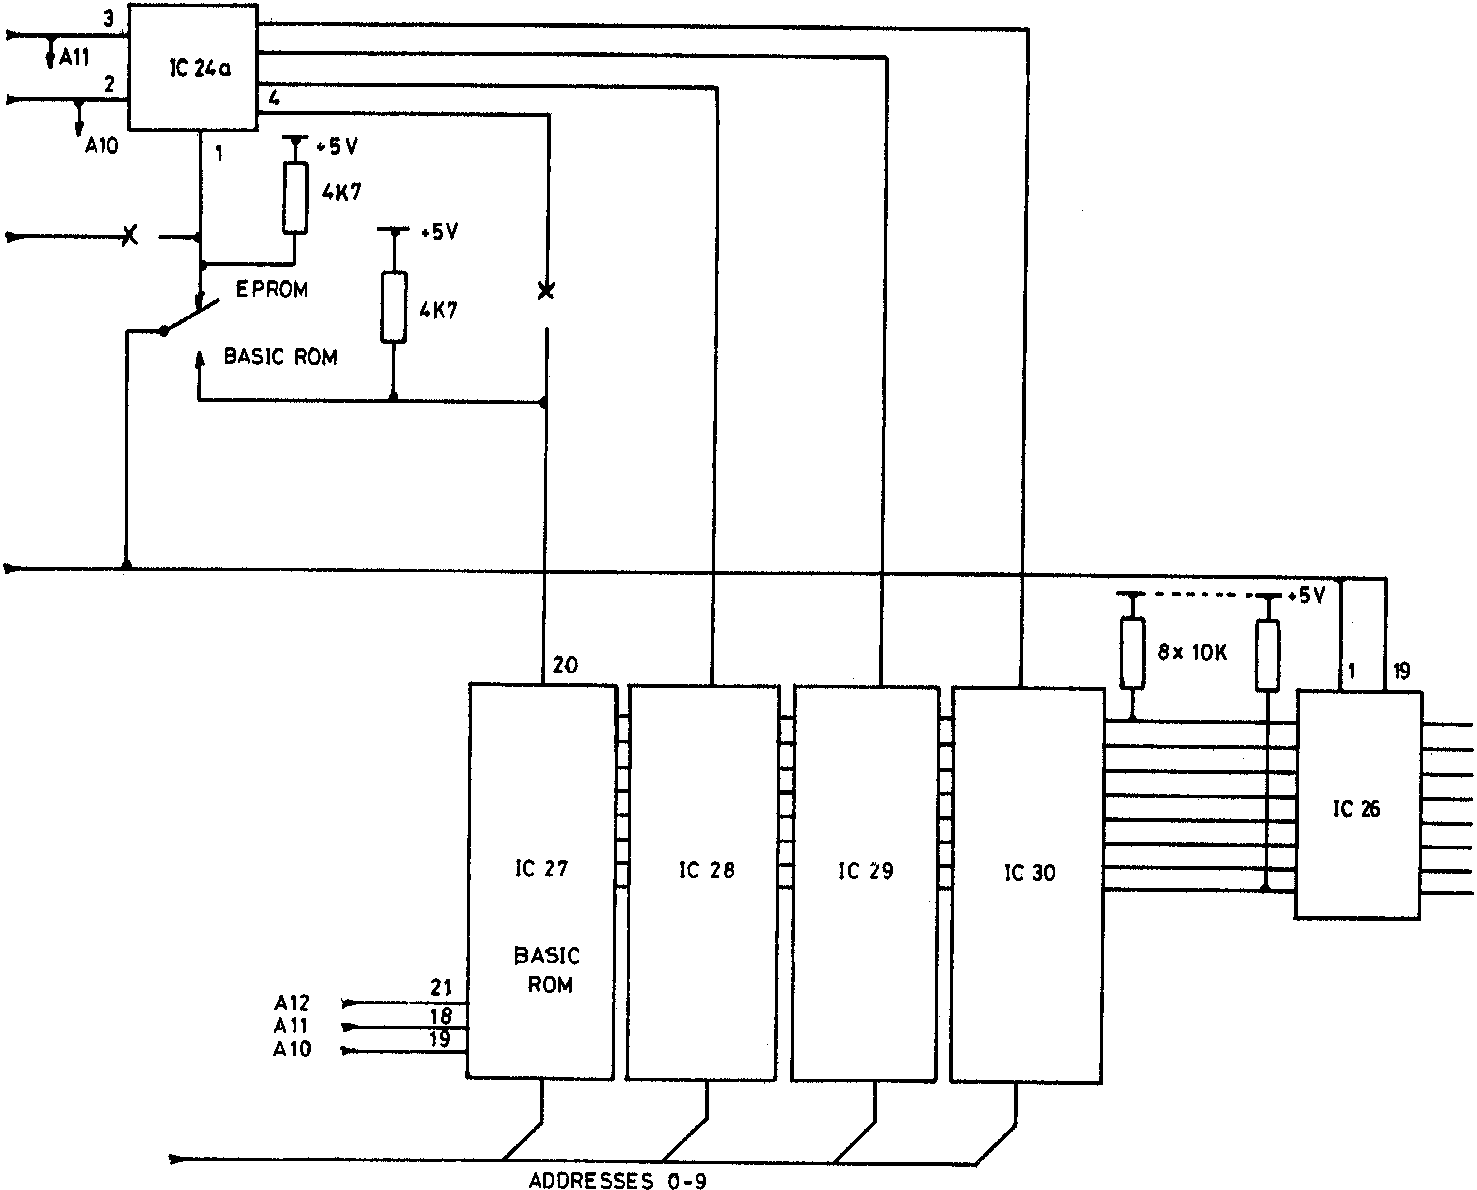 3
IC 24a
A11
2
4
A10
1
+5V
4K7
+5V
EPROM
4K7
BASIC ROM
+5V
20
8x 10K
1
19
IC 26
IC 27
IC 28
IC 29
IC 30
BASIC
ROM
21
A12
18
A11
19
A10
ADDRESSES 0-9